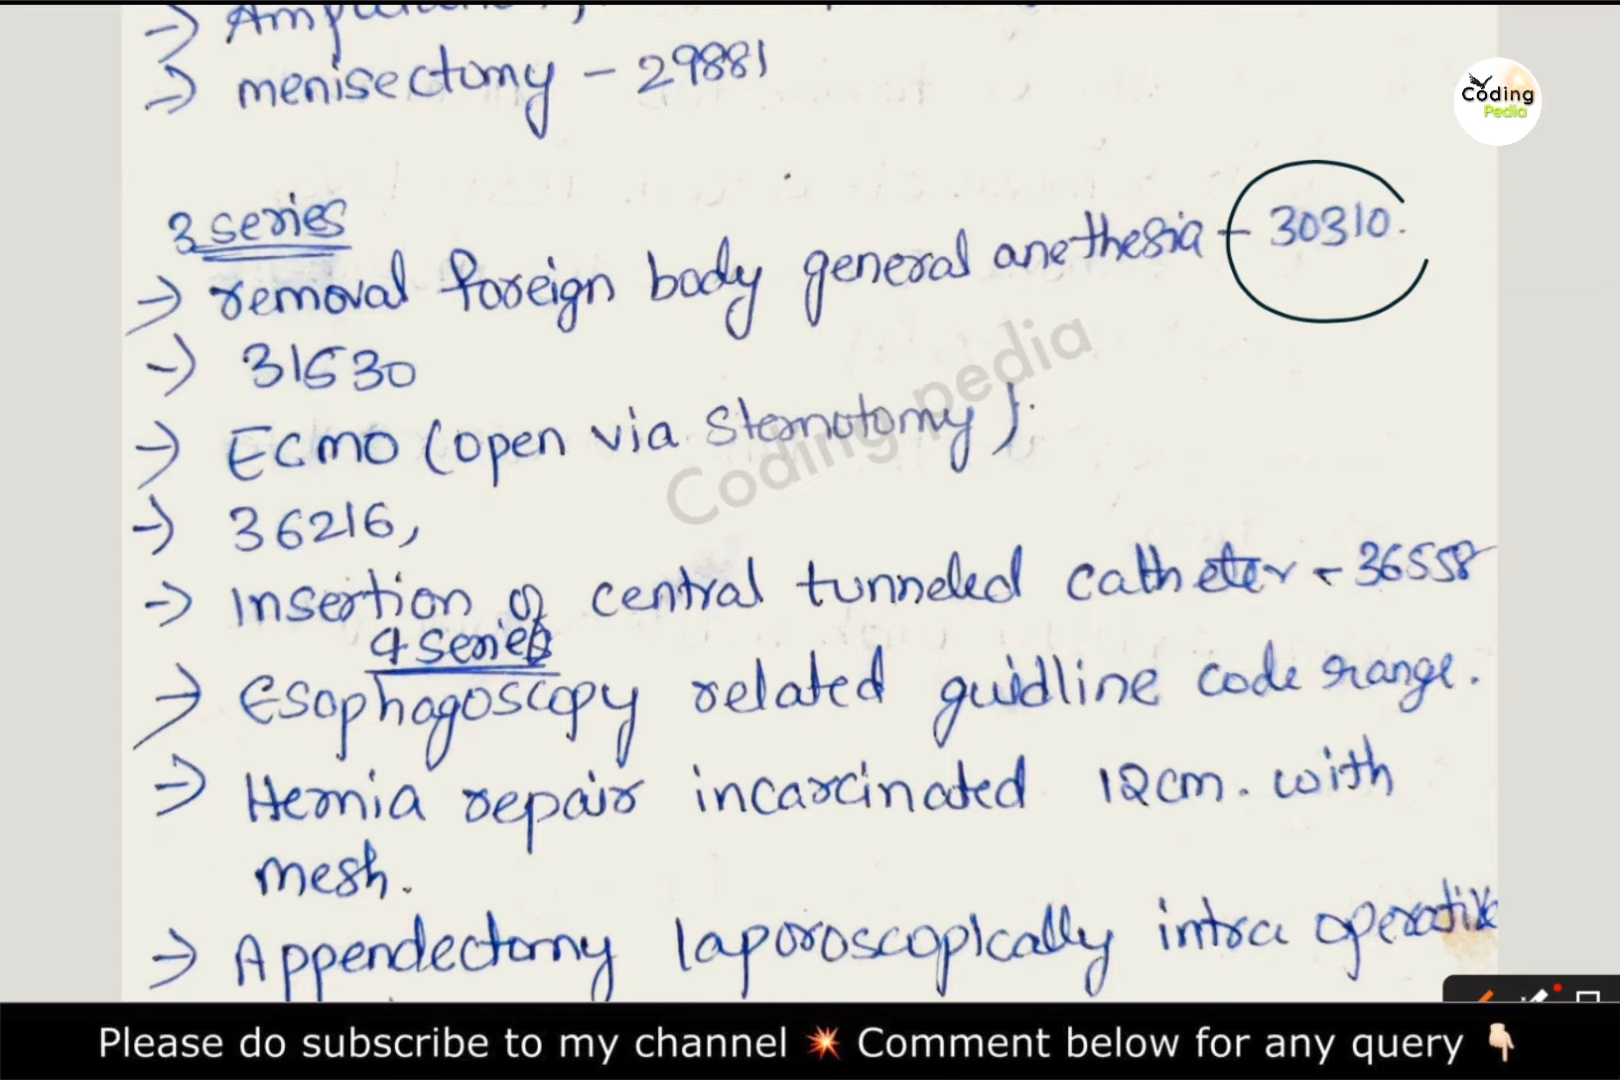 -> menisectomy - 29881
Coding
Pedia
3 series
-> removal foreign body general anethesia - 30310.
-> 31530
-> ECMO (open via Sternotomy).
Coding pedia
-> 36216,
-> Insertion of central tunneled catheter - 36558
4 series
-> Esophagoscopy related guidline code range.
-> Hernia repair incarcinated 12cm. with
mesh.
-> Appendectomy laporoscopically intra operative
Please do subscribe to my channel 💥 Comment below for any query 👇🏻